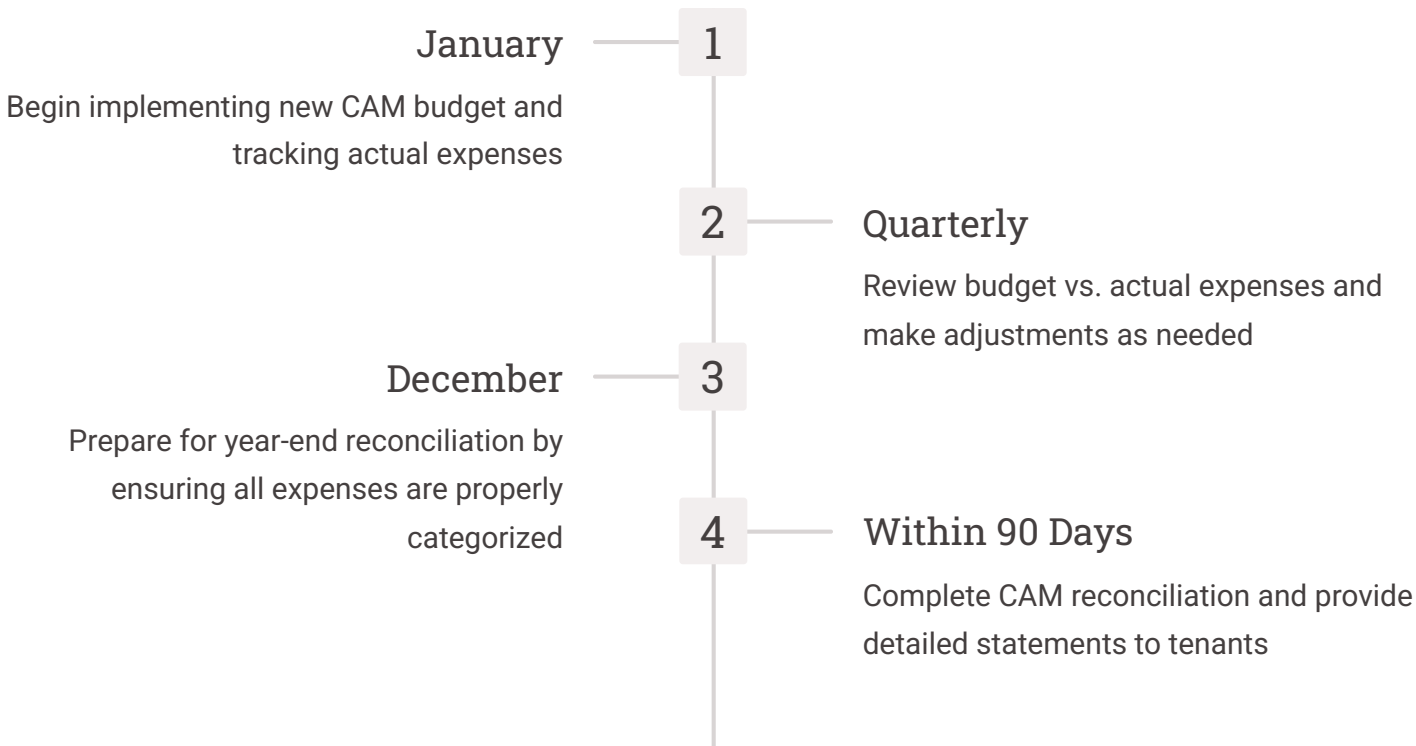 1
January
Begin implementing new CAM budget and
tracking actual expenses
2
Quarterly
Review budget vs. actual expenses and
make adjustments as needed
3
December
Prepare for year-end reconciliation by
ensuring all expenses are properly
categorized
4
Within 90 Days
Complete CAM reconciliation and provide
detailed statements to tenants